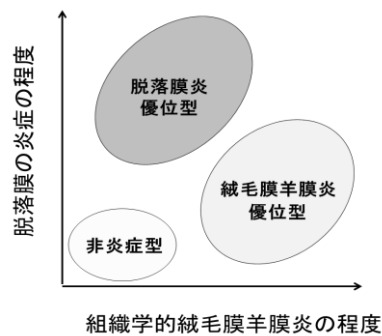 脱落膜の炎症の程度
脱落膜炎
優位型
絨毛膜羊膜炎
優位型
非炎症型
組織学的絨毛膜羊膜炎の程度